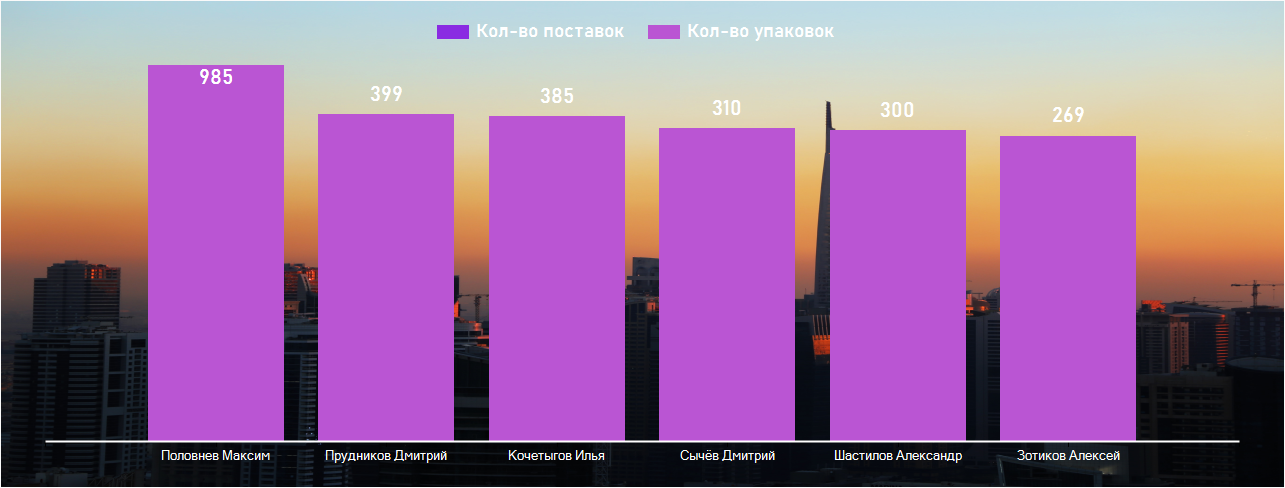 Кол-во поставок Кол-во упаковок
985
399
385
310
300
269
Половнев Максим
Прудников Дмитрий
Кочетыгов Илья
Сычёв Дмитрий
Шастилов Александр
Зотиков Алексей